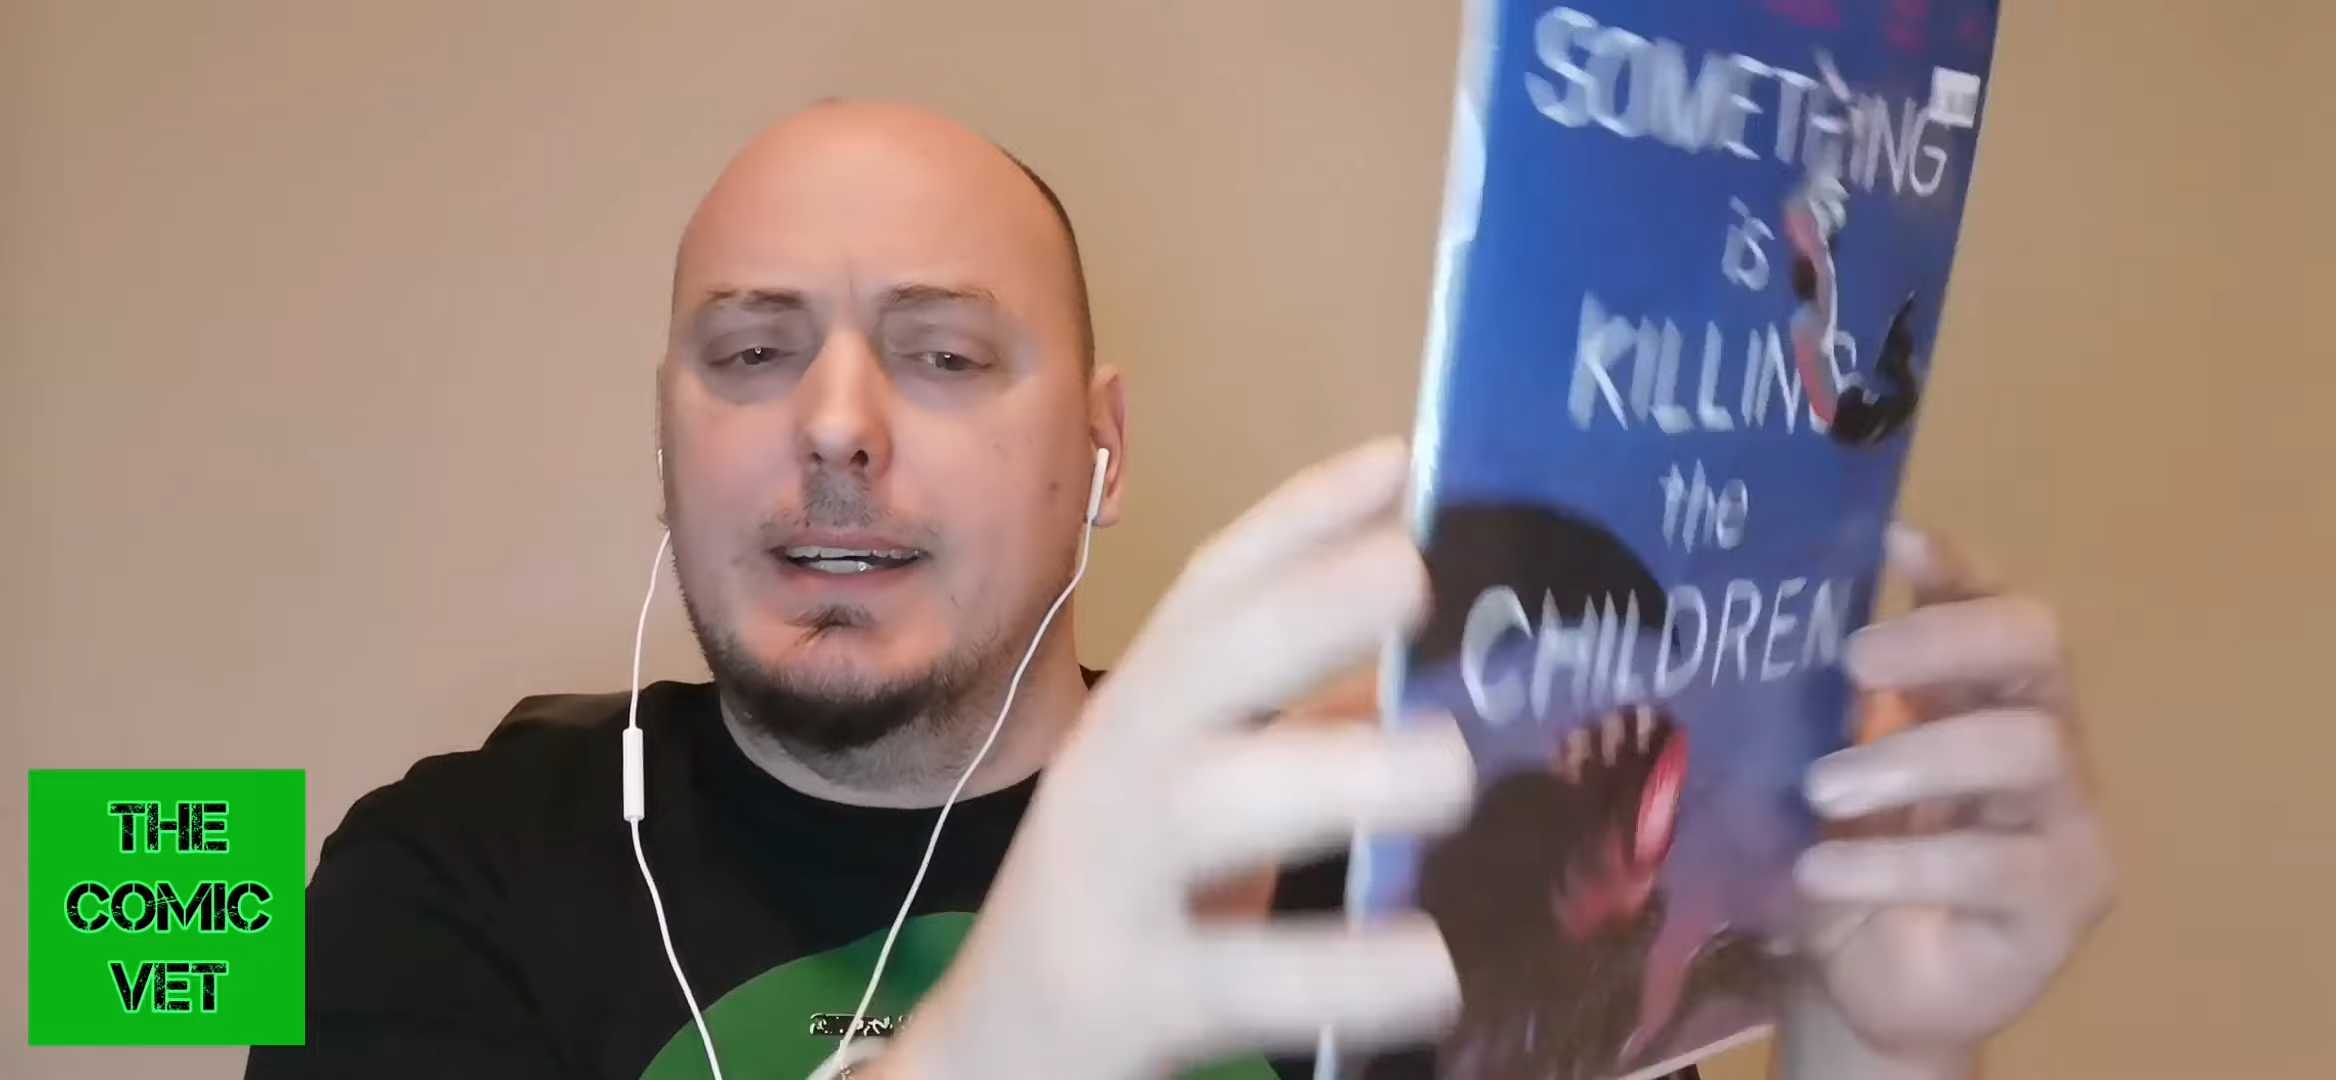 SOMETHING
is
KILLING
the
CHILDREN
THE
COMIC
VET